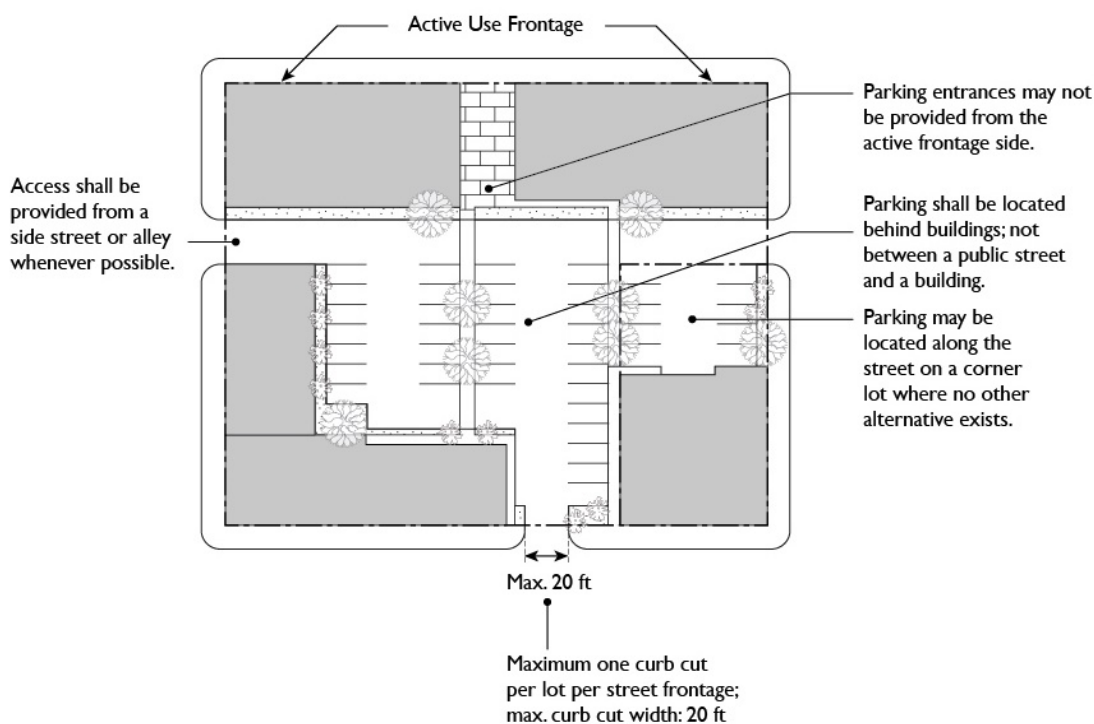 Active Use Frontage
Parking entrances may not
be provided from the
active frontage side.
Access shall be
provided from a
side street or alley
whenever possible.
Parking shall be located
behind buildings; not
between a public street
and a building.
Parking may be
located along the
street on a corner
lot where no other
alternative exists.
Max. 20 ft
Maximum one curb cut
per lot per street frontage;
max. curb cut width: 20 ft